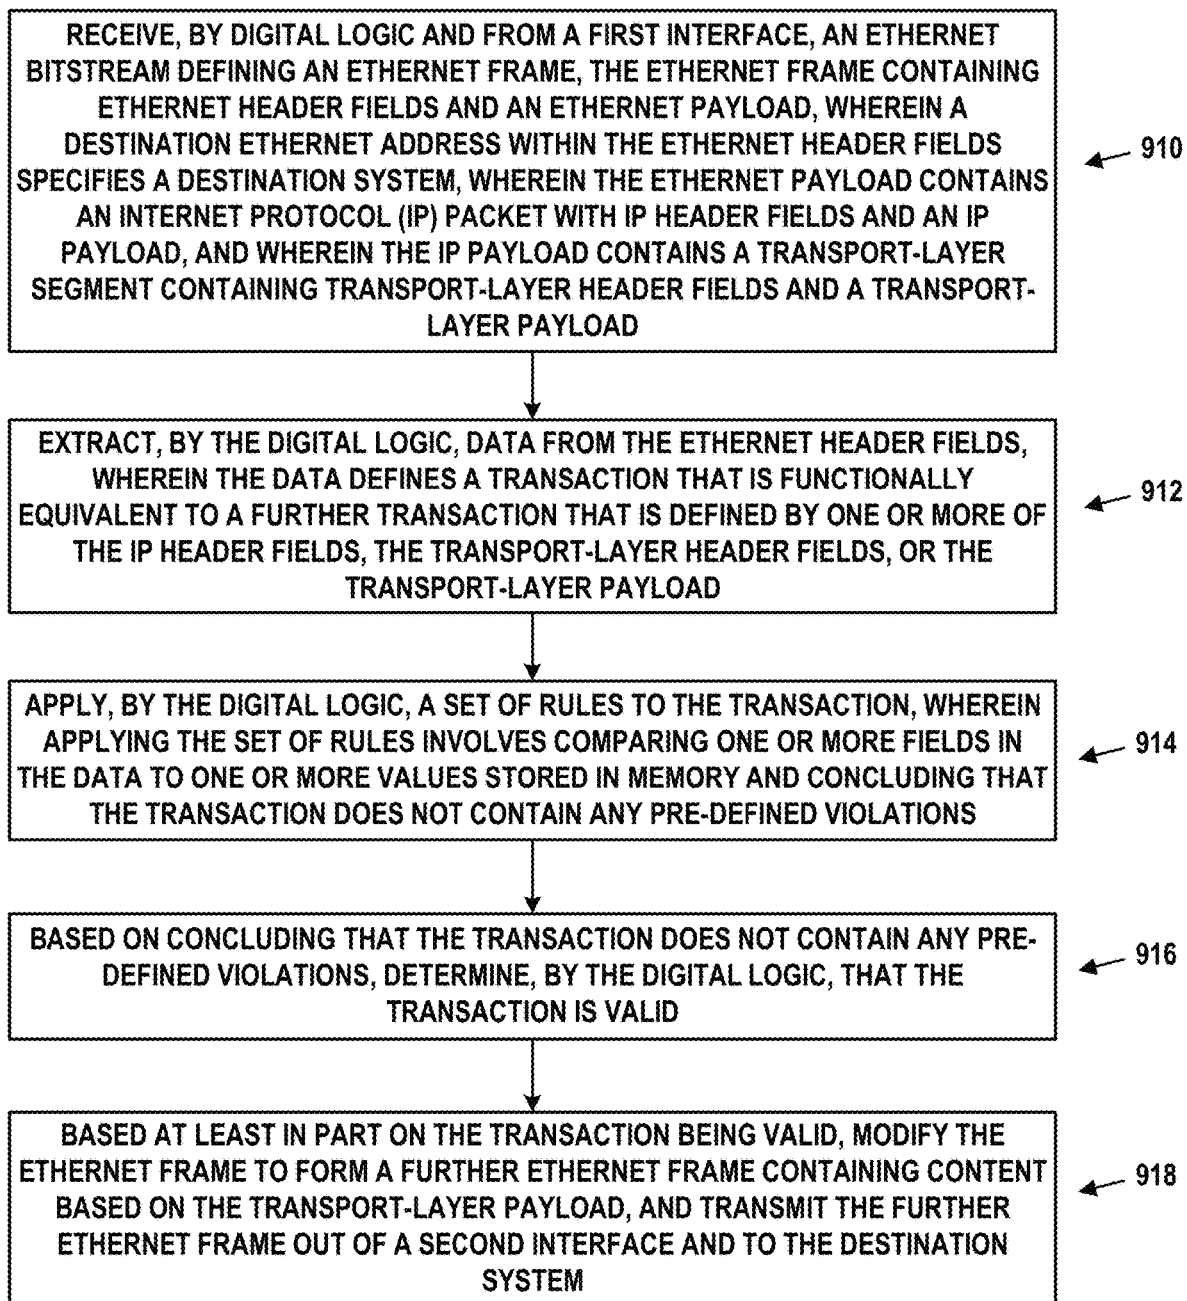 RECEIVE, BY DIGITAL LOGIC AND FROM A FIRST INTERFACE, AN ETHERNET
BITSTREAM DEFINING AN ETHERNET FRAME, THE ETHERNET FRAME CONTAINING
ETHERNET HEADER FIELDS AND AN ETHERNET PAYLOAD, WHEREIN A
DESTINATION ETHERNET ADDRESS WITHIN THE ETHERNET HEADER FIELDS
SPECIFIES A DESTINATION SYSTEM, WHEREIN THE ETHERNET PAYLOAD CONTAINS
AN INTERNET PROTOCOL (IP) PACKET WITH IP HEADER FIELDS AND AN IP
PAYLOAD, AND WHEREIN THE IP PAYLOAD CONTAINS A TRANSPORT-LAYER
SEGMENT CONTAINING TRANSPORT-LAYER HEADER FIELDS AND A TRANSPORT-
LAYER PAYLOAD
910
EXTRACT, BY THE DIGITAL LOGIC, DATA FROM THE ETHERNET HEADER FIELDS,
WHEREIN THE DATA DEFINES A TRANSACTION THAT IS FUNCTIONALLY
EQUIVALENT TO A FURTHER TRANSACTION THAT IS DEFINED BY ONE OR MORE OF
THE IP HEADER FIELDS, THE TRANSPORT-LAYER HEADER FIELDS, OR THE
TRANSPORT-LAYER PAYLOAD
912
APPLY, BY THE DIGITAL LOGIC, A SET OF RULES TO THE TRANSACTION, WHEREIN
APPLYING THE SET OF RULES INVOLVES COMPARING ONE OR MORE FIELDS IN
THE DATA TO ONE OR MORE VALUES STORED IN MEMORY AND CONCLUDING THAT
THE TRANSACTION DOES NOT CONTAIN ANY PRE-DEFINED VIOLATIONS
914
BASED ON CONCLUDING THAT THE TRANSACTION DOES NOT CONTAIN ANY PRE-
DEFINED VIOLATIONS, DETERMINE, BY THE DIGITAL LOGIC, THAT THE
TRANSACTION IS VALID
916
BASED AT LEAST IN PART ON THE TRANSACTION BEING VALID, MODIFY THE
ETHERNET FRAME TO FORM A FURTHER ETHERNET FRAME CONTAINING CONTENT
BASED ON THE TRANSPORT-LAYER PAYLOAD, AND TRANSMIT THE FURTHER
ETHERNET FRAME OUT OF A SECOND INTERFACE AND TO THE DESTINATION
SYSTEM
918